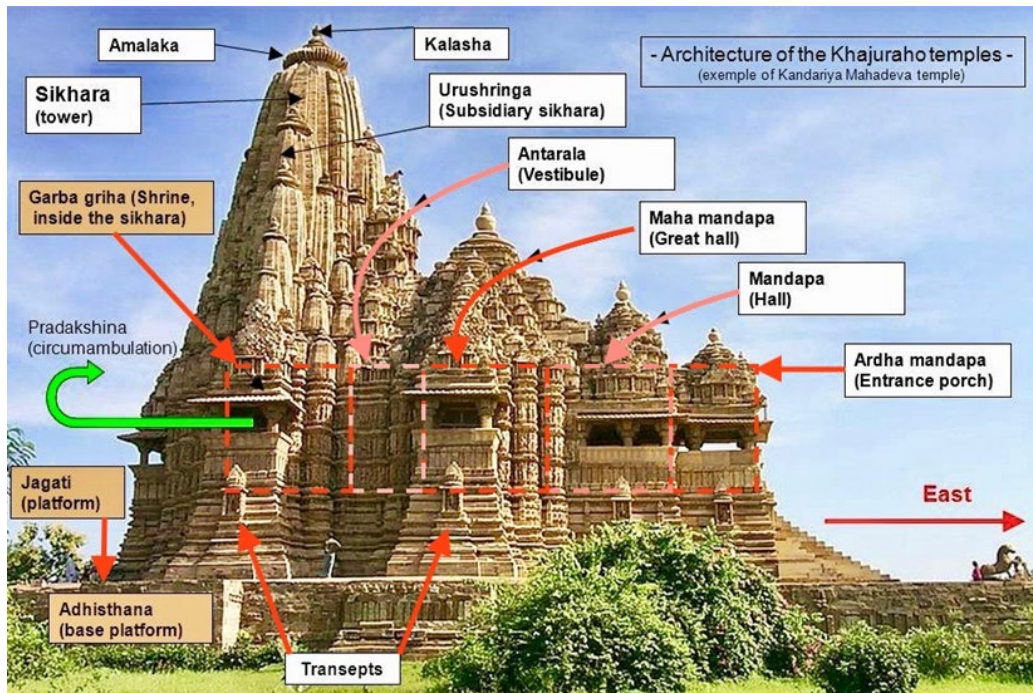 Amalaka
Kalasha
- Architecture of the Khajuraho temples -
(exemple of Kandariya Mahadeva temple)
Sikhara
(tower)
Urushringa
(Subsidiary sikhara)
Antarala
(Vestibule)
Garba griha (Shrine,
inside the sikhara)
Maha mandapa
(Great hall)
Mandapa
(Hall)
Pradakshina
(circumambulation)
Ardha mandapa
(Entrance porch)
Jagati
(platform)
East
Adhisthana
(base platform)
Transepts